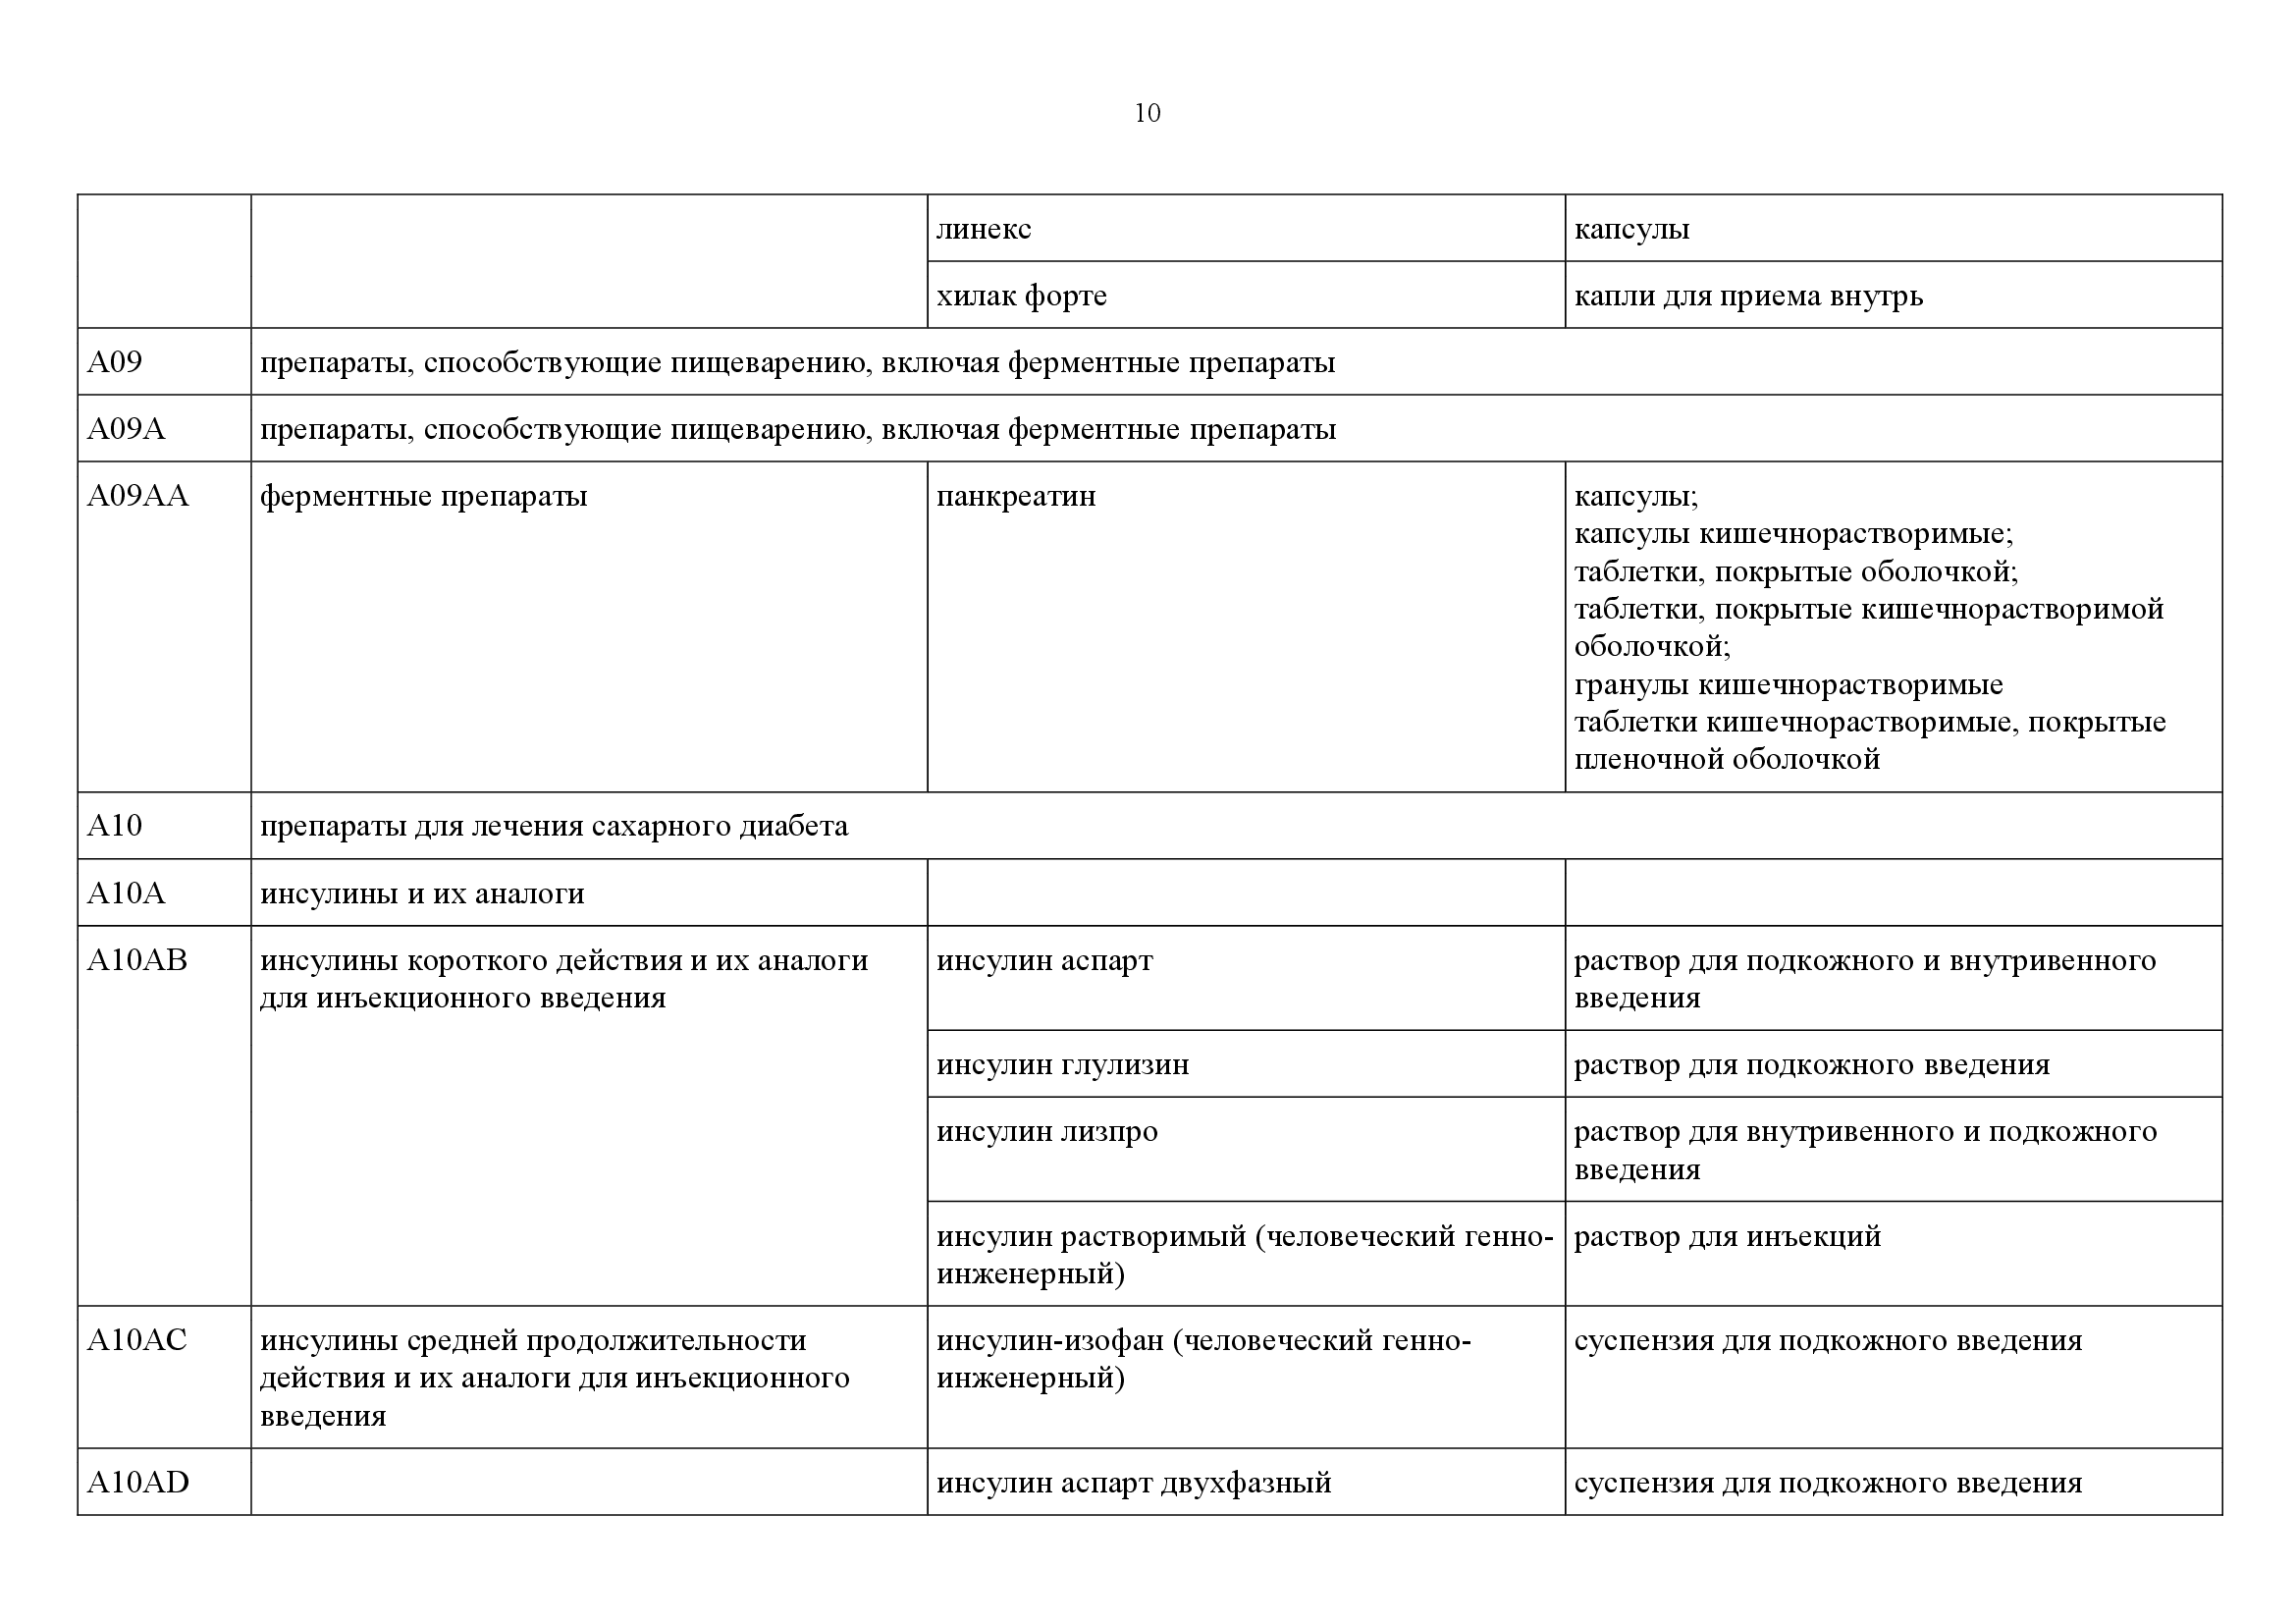 10
линекс
капсулы
хилак форте
капли для приема внутрь
A09
препараты, способствующие пищеварению, включая ферментные препараты
A09A
препараты, способствующие пищеварению, включая ферментные препараты
A09AA
ферментные препараты
панкреатин
капсулы;
капсулы кишечнорастворимые;
таблетки, покрытые оболочкой;
таблетки, покрытые кишечнорастворимой
оболочкой;
гранулы кишечнорастворимые
таблетки кишечнорастворимые, покрытые
пленочной оболочкой
A10
препараты для лечения сахарного диабета
A10A
инсулины и их аналоги
A10AB
инсулины короткого действия и их аналоги
для инъекционного введения
инсулин аспарт
раствор для подкожного и внутривенного
введения
инсулин глулизин
раствор для подкожного введения
инсулин лизпро
раствор для внутривенного и подкожного
введения
инсулин растворимый (человеческий генно-
инженерный)
раствор для инъекций
A10AC
инсулины средней продолжительности
действия и их аналоги для инъекционного
введения
инсулин-изофан (человеческий генно-
инженерный)
суспензия для подкожного введения
A10AD
инсулин аспарт двухфазный
суспензия для подкожного введения